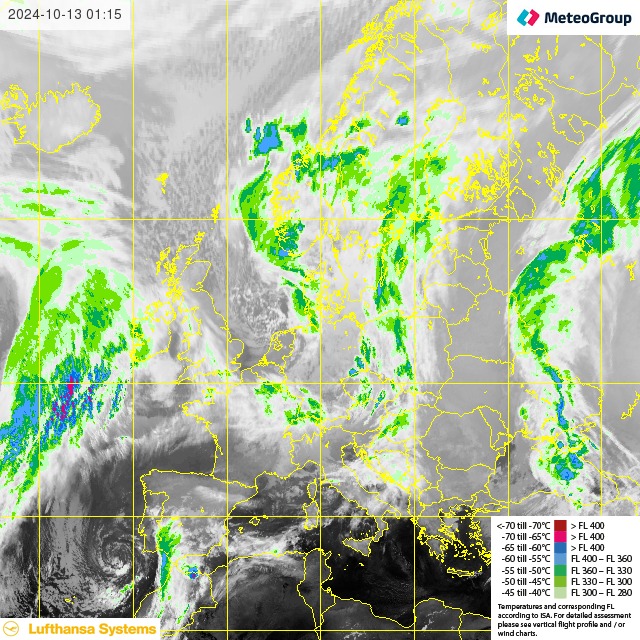 2024-10-13 01:15
MeteoGroup
<-70 till -70°C > FL 400
-70 till -65°C > FL 400
-65 till -60°C > FL 400
-60 till -55°C FL 400 – FL 360
-55 till -50°C FL 360 – FL 330
-50 till -45°C FL 330 – FL 300
-45 till -40°C FL 300 – FL 280
Temperatures and corresponding FL
according to ISA. For detailed assessment
please see vertical flight profile and / or
wind charts.
Lufthansa Systems